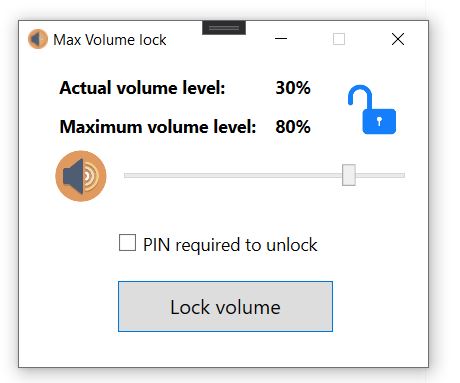 Max Volume lock
Actual volume level: 30%
Maximum volume level: 80%
PIN required to unlock
Lock volume